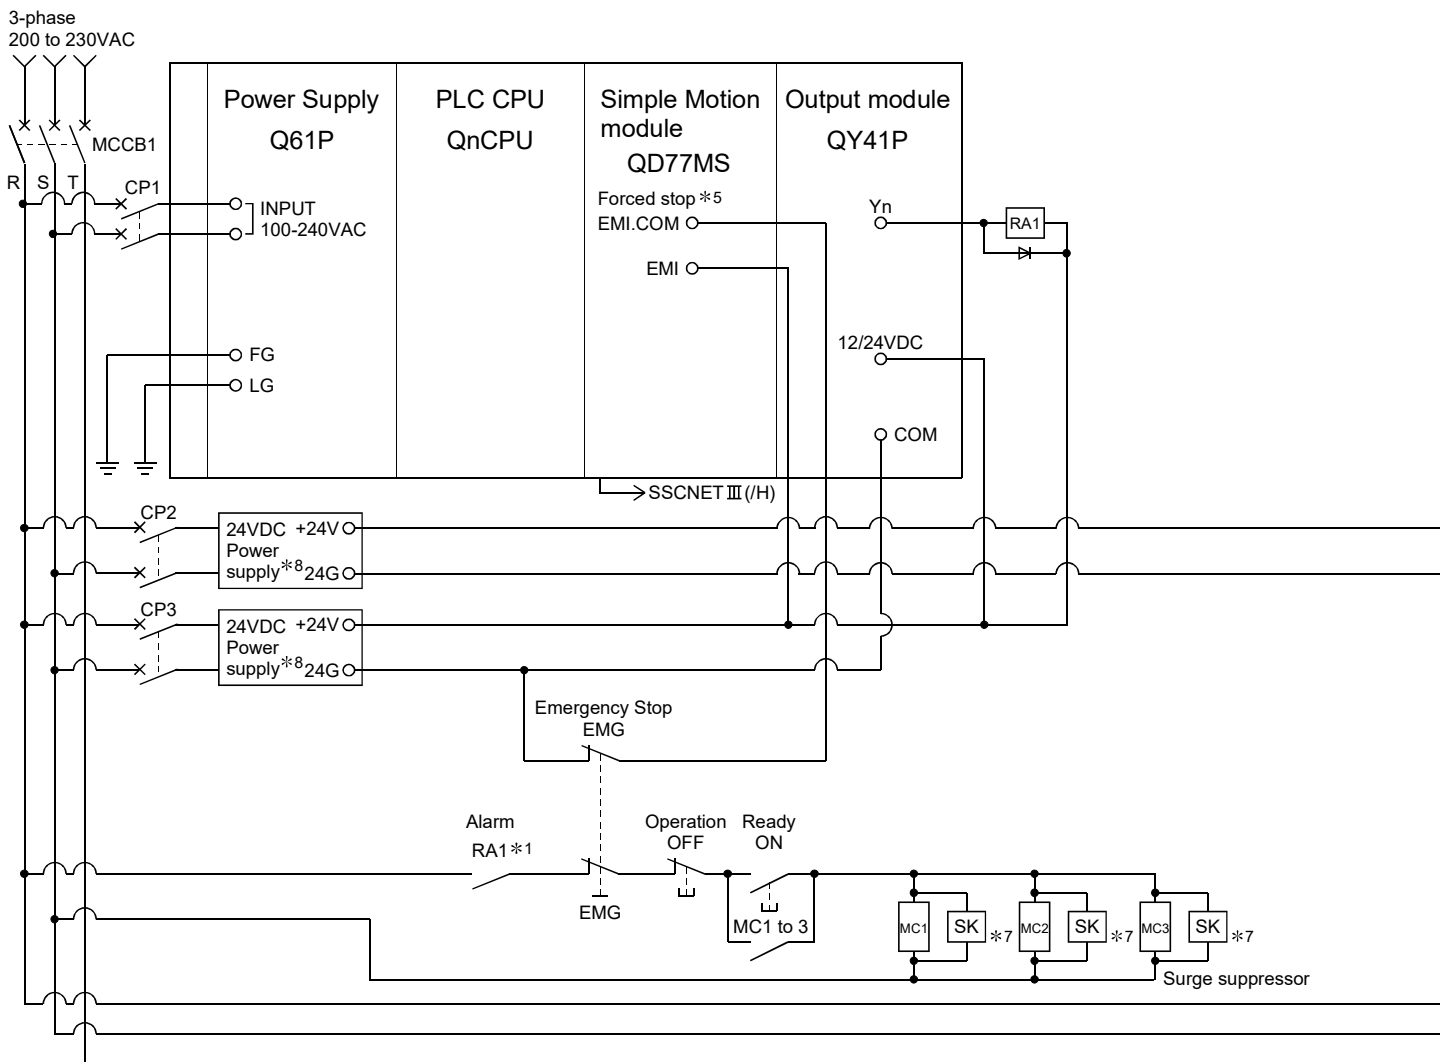 3-phase
200 to 230VAC
MCCB1
R S T
CP1
Power Supply
Q61P
INPUT
100-240VAC
FG
LG
PLC CPU
QnCPU
Simple Motion
module
QD77MS
Forced stop *5
EMI.COM
EMI
Output module
QY41P
Yn
12/24VDC
COM
RA1
SSCNETⅢ(/H)
CP2
24VDC +24V
Power
supply*8 24G
CP3
24VDC +24V
Power
supply*8 24G
Emergency Stop
EMG
Alarm
RA1*1
EMG
Operation
OFF
Ready
ON
MC1 to 3
MC1 SK *7 MC2 SK *7 MC3 SK *7
Surge suppressor